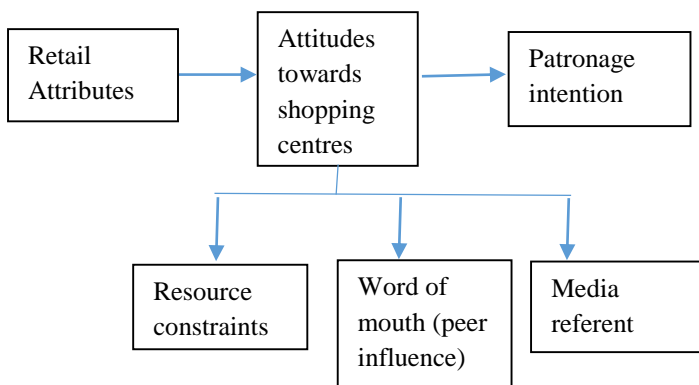 Retail
Attributes
Attitudes
towards
shopping
centres
Patronage
intention
Resource
constraints
Word of
mouth (peer
influence)
Media
referent